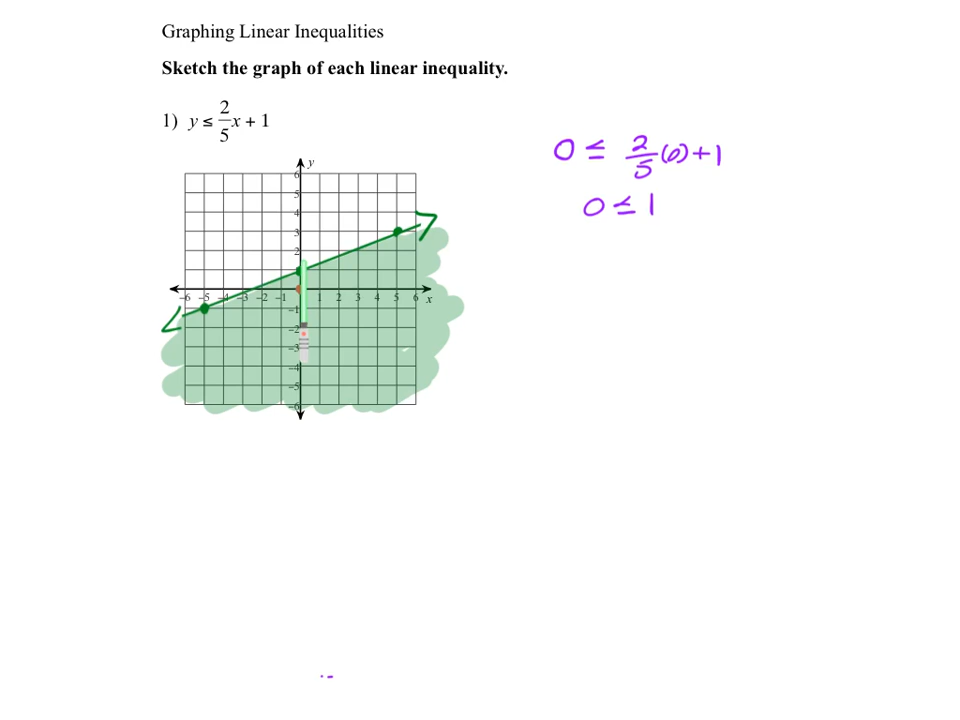 Graphing Linear Inequalities
Sketch the graph of each linear inequality.
1) y ≤ 2/5 x + 1
0 ≤ 2/5 (0) + 1
0 ≤ 1
y
6
5
4
3
2
−6 −5 −4 −3 −2 −1 1 2 3 4 5 6 x
−1
−2
−3
−4
−5
−6